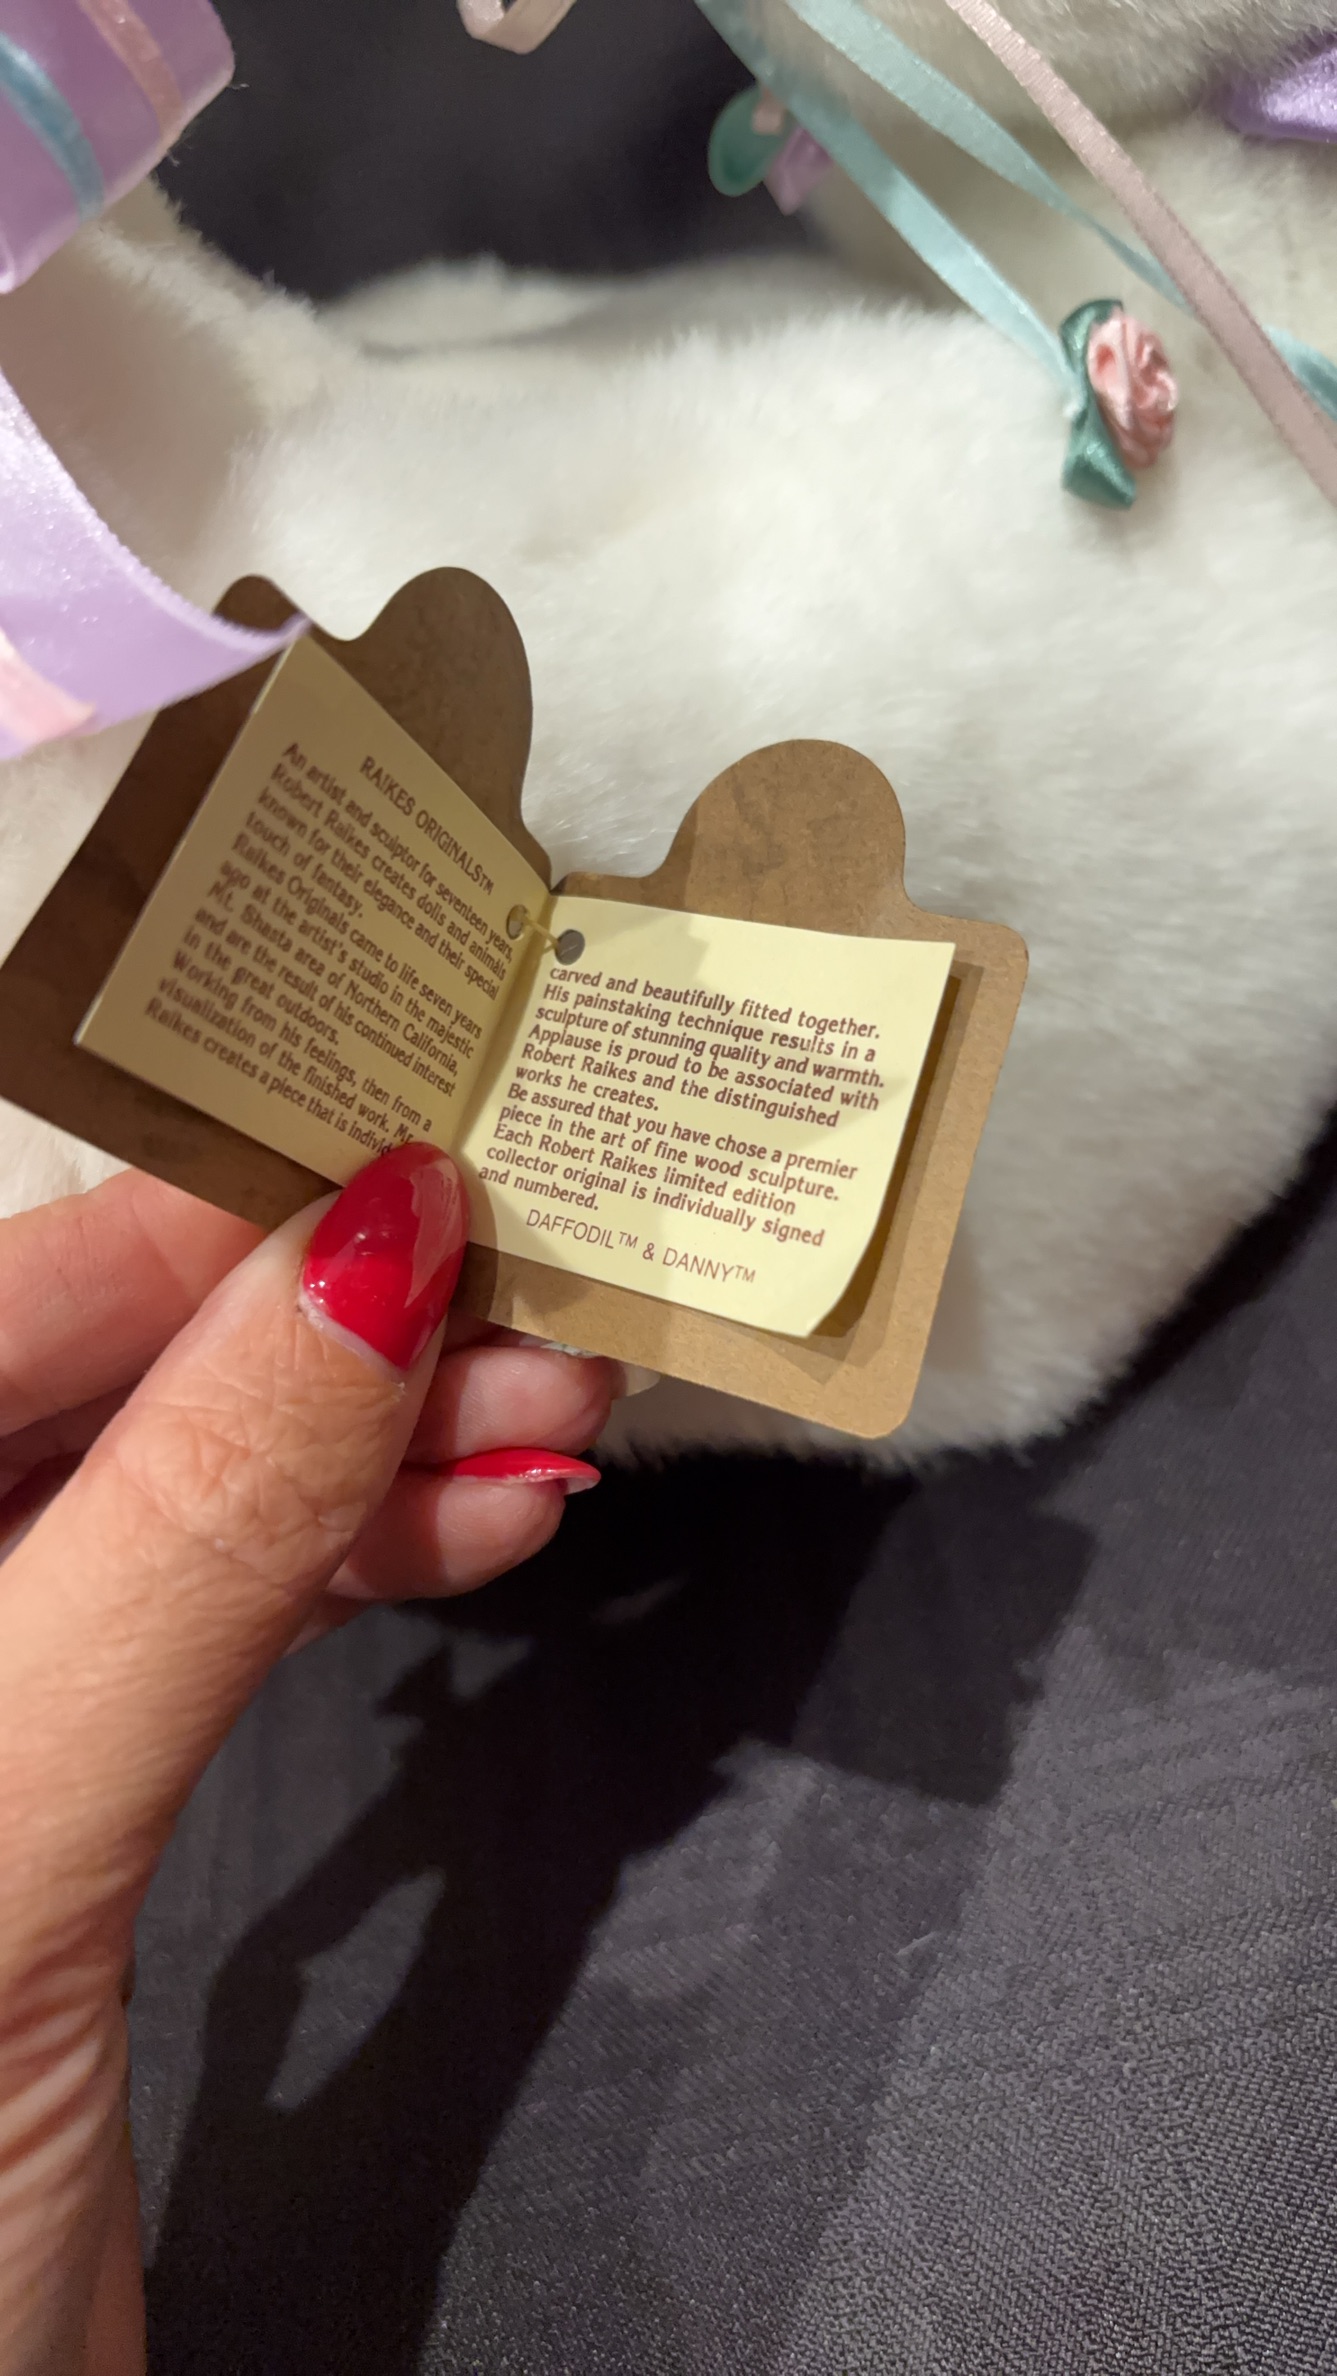 RAIKES ORIGINALS™
An artist and sculptor for seventeen years,
Robert Raikes creates dolls and animals
known for their elegance and their special
touch of fantasy.
Raikes Originals came to life seven years
ago at the artist's studio in the majestic
Mt. Shasta area of Northern California,
and are the result of his continued interest
in the great outdoors.
Working from his feelings, then from a
visualization of the finished work. Mr.
Raikes creates a piece that is individ
carved and beautifully fitted together.
His painstaking technique results in a
sculpture of stunning quality and warmth.
Applause is proud to be associated with
Robert Raikes and the distinguished
works he creates.
Be assured that you have chose a premier
piece in the art of fine wood sculpture.
Each Robert Raikes limited edition
collector original is individually signed
and numbered.
DAFFODIL™ & DANNY™